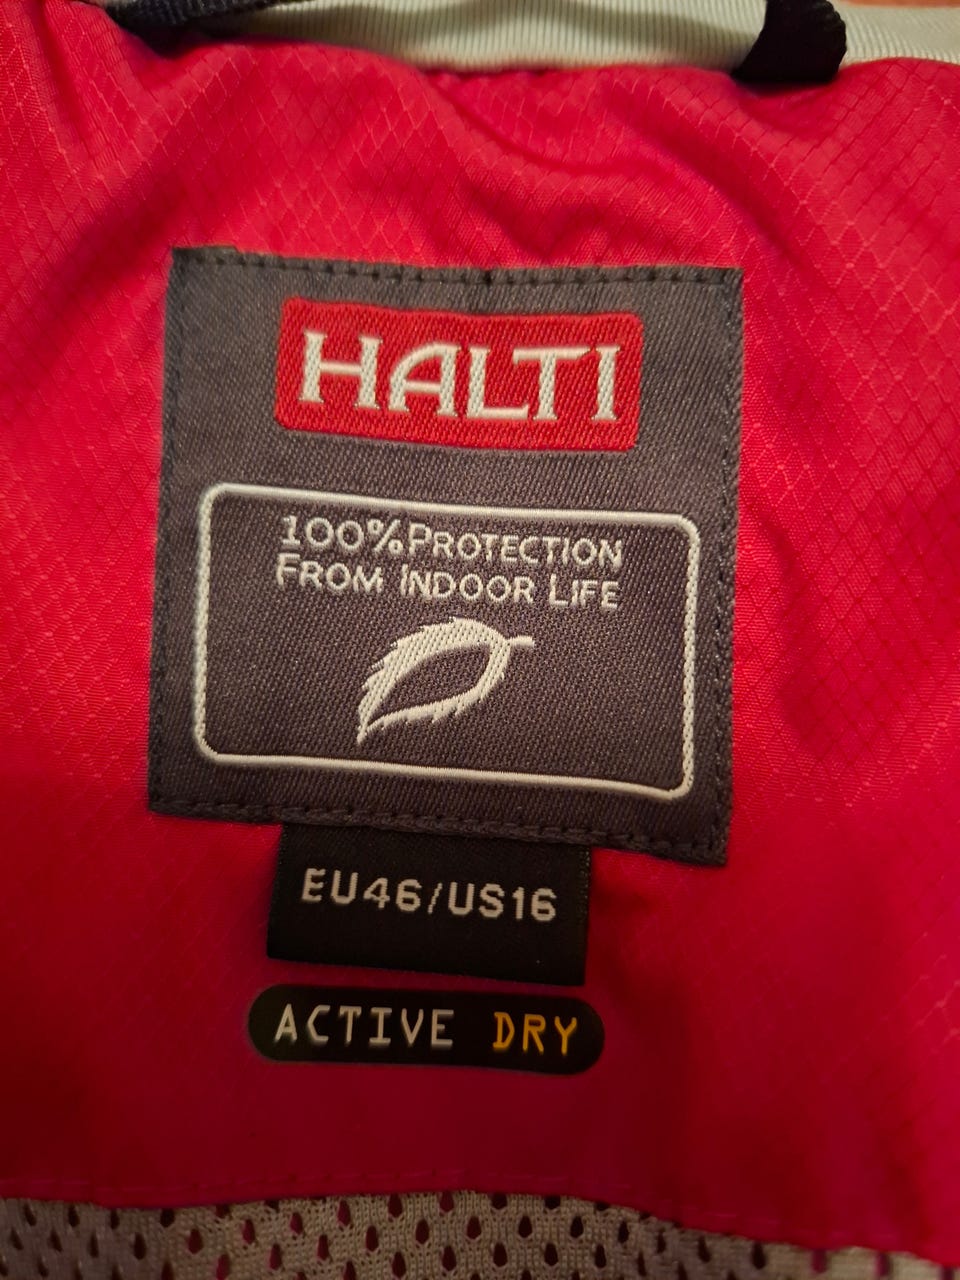 HALTI
100% PROTECTION
FROM INDOOR LIFE
EU46/US16
ACTIVE DRY